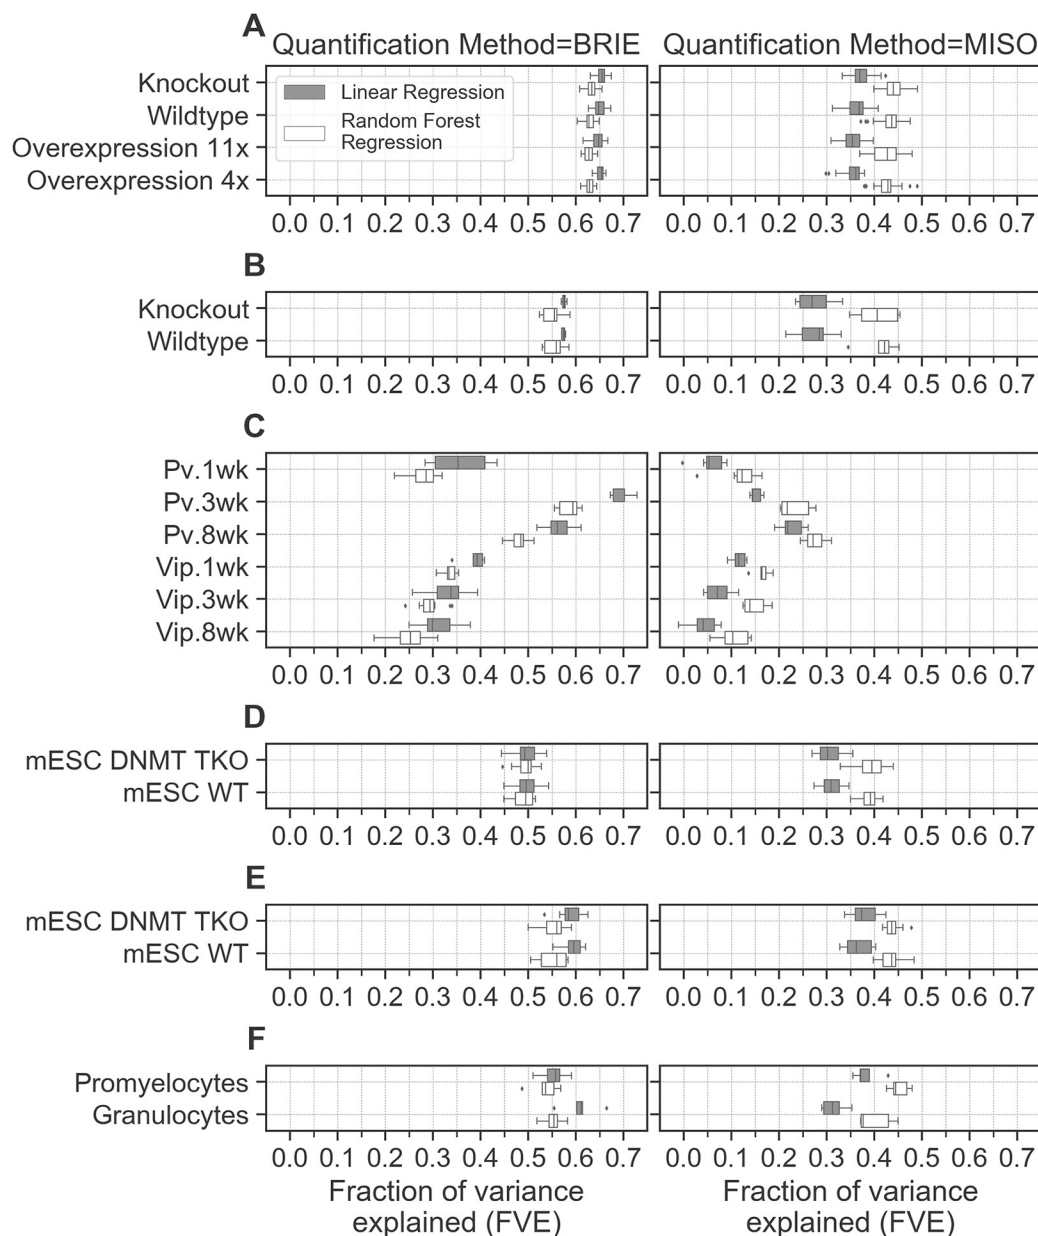 A
Quantification Method=BRIE Quantification Method=MISO
Knockout
Wildtype
Overexpression 11x
Overexpression 4x
Linear Regression
Random Forest
Regression
0.0 0.1 0.2 0.3 0.4 0.5 0.6 0.7 0.0 0.1 0.2 0.3 0.4 0.5 0.6 0.7
B
Knockout
Wildtype
0.0 0.1 0.2 0.3 0.4 0.5 0.6 0.7 0.0 0.1 0.2 0.3 0.4 0.5 0.6 0.7
C
Pv.1wk
Pv.3wk
Pv.8wk
Vip.1wk
Vip.3wk
Vip.8wk
0.0 0.1 0.2 0.3 0.4 0.5 0.6 0.7 0.0 0.1 0.2 0.3 0.4 0.5 0.6 0.7
D
mESC DNMT TKO
mESC WT
0.0 0.1 0.2 0.3 0.4 0.5 0.6 0.7 0.0 0.1 0.2 0.3 0.4 0.5 0.6 0.7
E
mESC DNMT TKO
mESC WT
0.0 0.1 0.2 0.3 0.4 0.5 0.6 0.7 0.0 0.1 0.2 0.3 0.4 0.5 0.6 0.7
F
Promyelocytes
Granulocytes
0.0 0.1 0.2 0.3 0.4 0.5 0.6 0.7 0.0 0.1 0.2 0.3 0.4 0.5 0.6 0.7
Fraction of variance Fraction of variance
explained (FVE) explained (FVE)